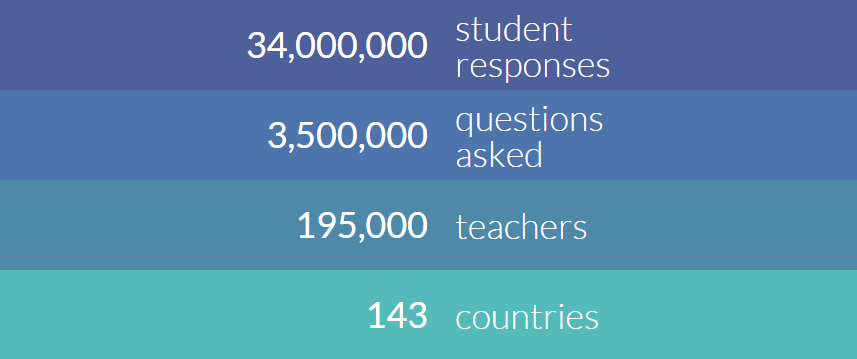 34,000,000 student
responses
3,500,000 questions
asked
195,000 teachers
143 countries